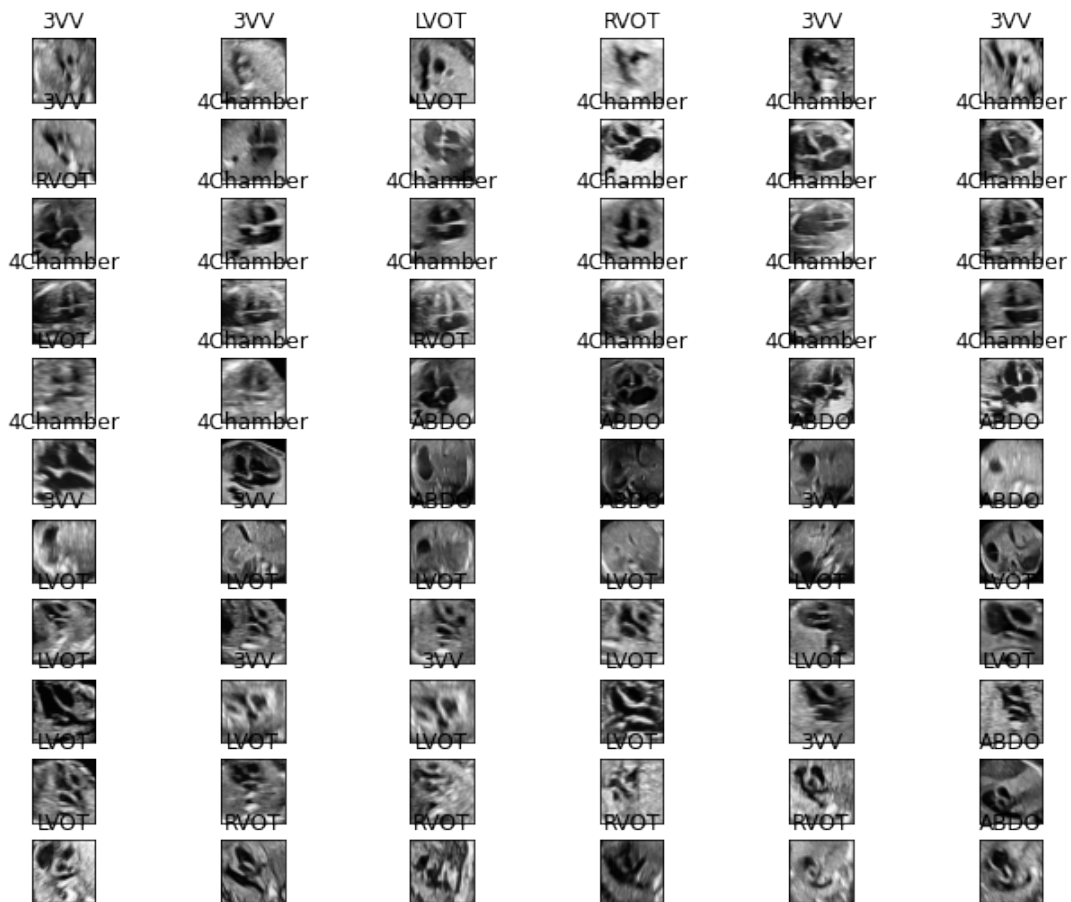 3VV 3VV LVOT RVOT 3VV 3VV
3VV 4Chamber LVOT 4Chamber 4Chamber 4Chamber
RVOT 4Chamber 4Chamber 4Chamber 4Chamber 4Chamber
4Chamber 4Chamber 4Chamber 4Chamber 4Chamber 4Chamber
LVOT 4Chamber RVOT 4Chamber 4Chamber 4Chamber
4Chamber 4Chamber ABDO ABDO ABDO ABDO
3VV 3VV ABDO ABDO 3VV ABDO
LVOT LVOT LVOT LVOT LVOT LVOT
LVOT 3VV 3VV LVOT LVOT LVOT
LVOT LVOT LVOT LVOT 3VV ABDO
LVOT RVOT RVOT RVOT RVOT ABDO